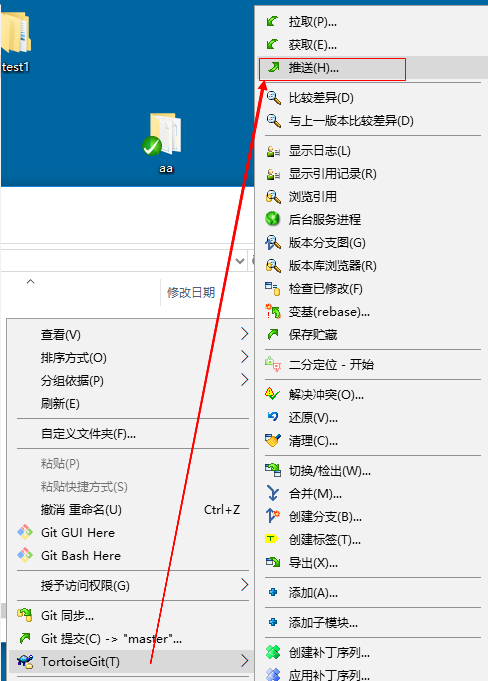 test1
aa
修改日期
查看(V)
排序方式(O)
分组依据(P)
刷新(E)
自定义文件夹(F)...
粘贴(P)
粘贴快捷方式(S)
撤消 重命名(U) Ctrl+Z
Git GUI Here
Git Bash Here
授予访问权限(G)
Git 同步...
Git 提交(C) -> "master"...
TortoiseGit(T)
拉取(P)...
获取(E)...
推送(H)...
比较差异(D)
与上一版本比较差异(D)
显示日志(L)
显示引用记录(R)
浏览引用
后台服务进程
版本分支图(G)
版本库浏览器(R)
检查已修改(F)
变基(rebase)...
保存贮藏
二分定位 - 开始
解决冲突(O)...
还原(V)...
清理(C)...
切换/检出(W)...
合并(M)...
创建分支(B)...
创建标签(T)...
导出(X)...
添加(A)...
添加子模块...
创建补丁序列...
应用补丁序列...